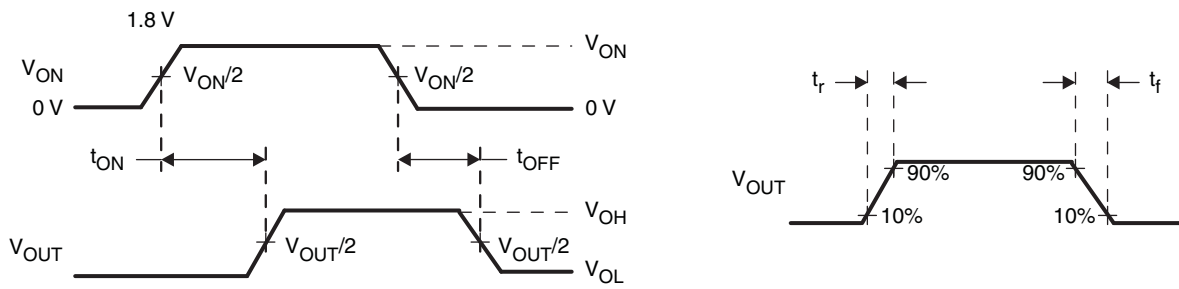 1.8 V
V_ON
V_ON
V_ON/2
V_ON/2
0 V
0 V
t_ON
t_OFF
V_OH
V_OUT
V_OUT/2
V_OUT/2
V_OL
t_r
t_f
V_OUT
90%
90%
10%
10%